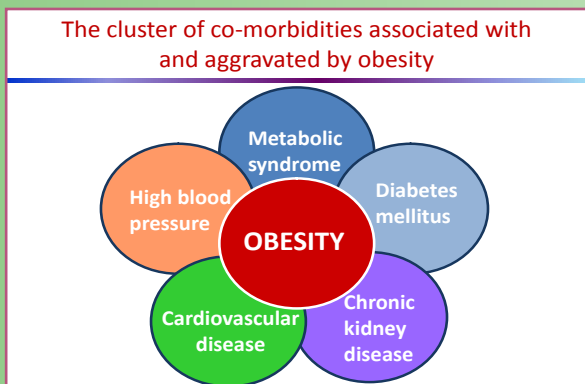 The cluster of co-morbidities associated with
and aggravated by obesity
Metabolic
syndrome
High blood
pressure
Diabetes
mellitus
OBESITY
Cardiovascular
disease
Chronic
kidney
disease